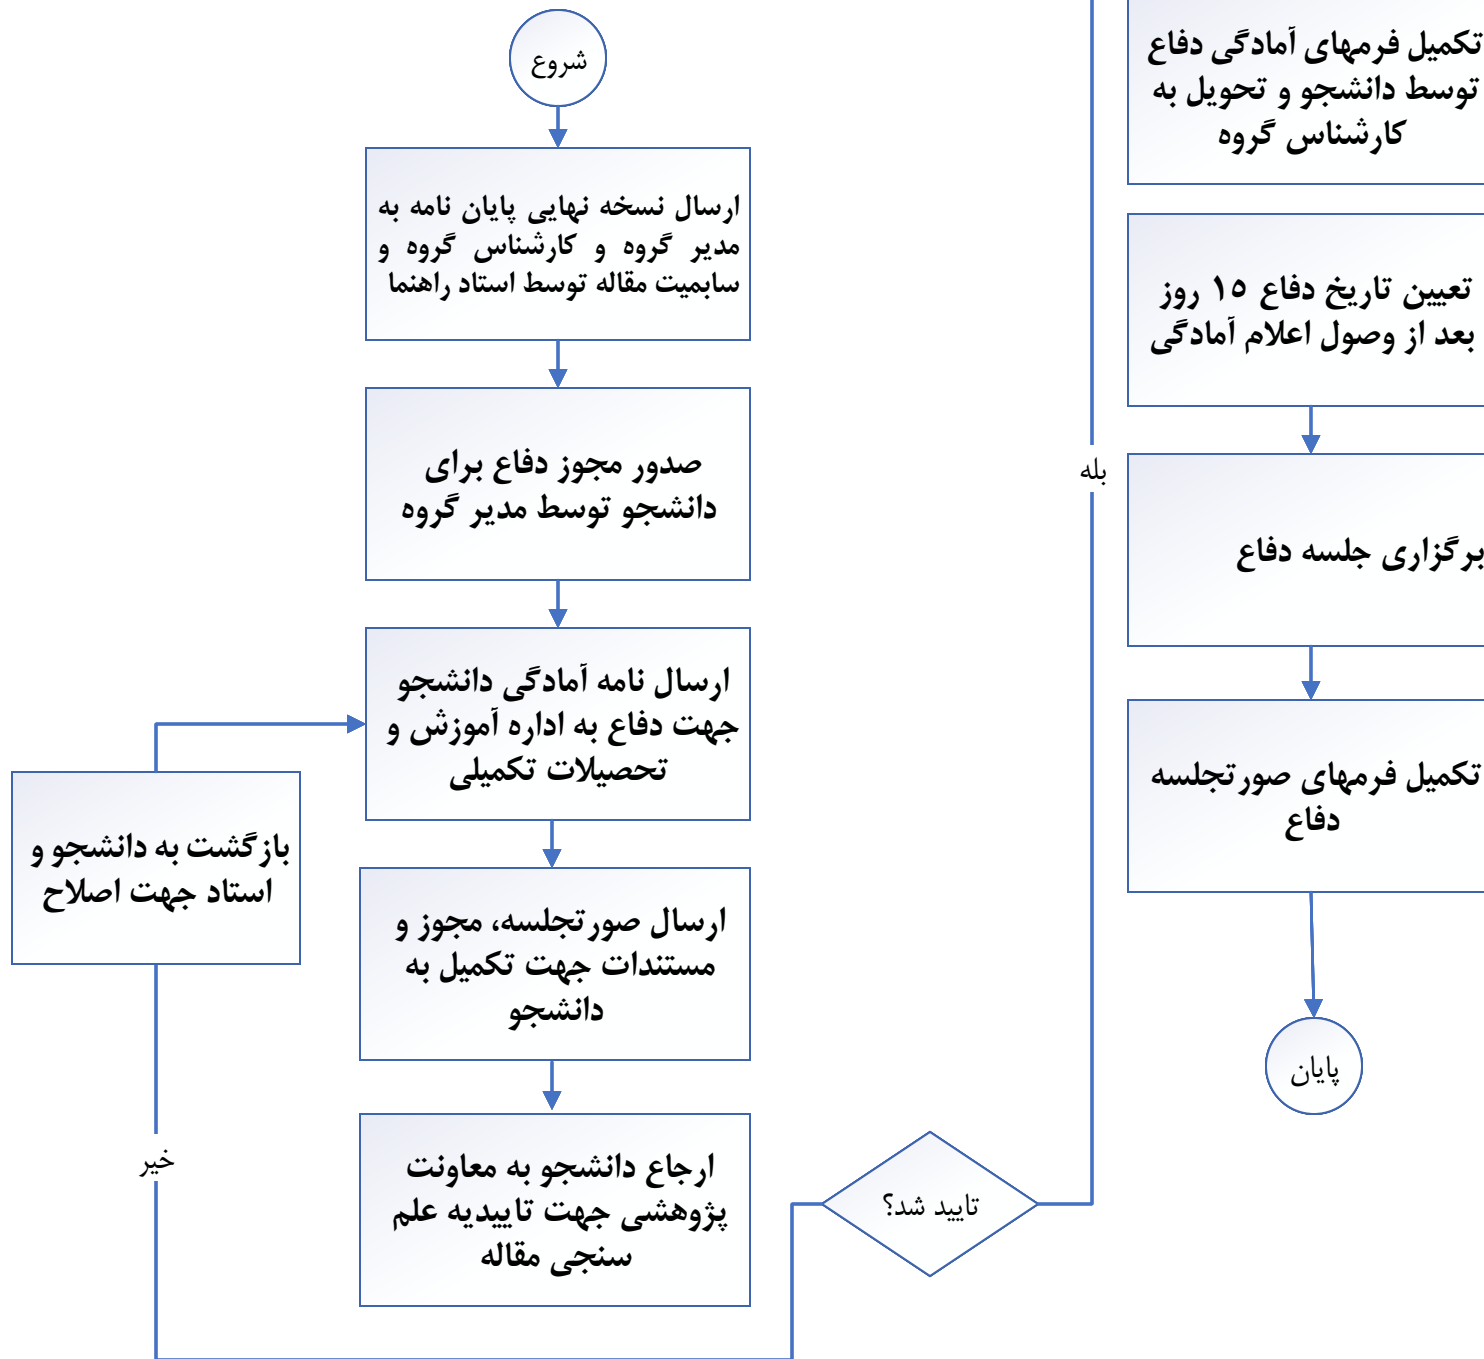 شروع
ارسال نسخه نهایی پایان نامه به
مدیر گروه و کارشناس گروه و
سابمیت مقاله توسط استاد راهنما
صدور مجوز دفاع برای
دانشجو توسط مدیر گروه
ارسال نامه آمادگی دانشجو
جهت دفاع به اداره آموزش و
تحصیلات تکمیلی
بازگشت به دانشجو و
استاد جهت اصلاح
ارسال صورتجلسه، مجوز و
مستندات جهت تکمیل به
دانشجو
ارجاع دانشجو به معاونت
پژوهشی جهت تاییدیه علم
سنجی مقاله
خیر
تایید شد؟
بله
تکمیل فرمهای آمادگی دفاع
توسط دانشجو و تحویل به
کارشناس گروه
تعیین تاریخ دفاع ۱۵ روز
بعد از وصول اعلام آمادگی
برگزاری جلسه دفاع
تکمیل فرمهای صورتجلسه
دفاع
پایان